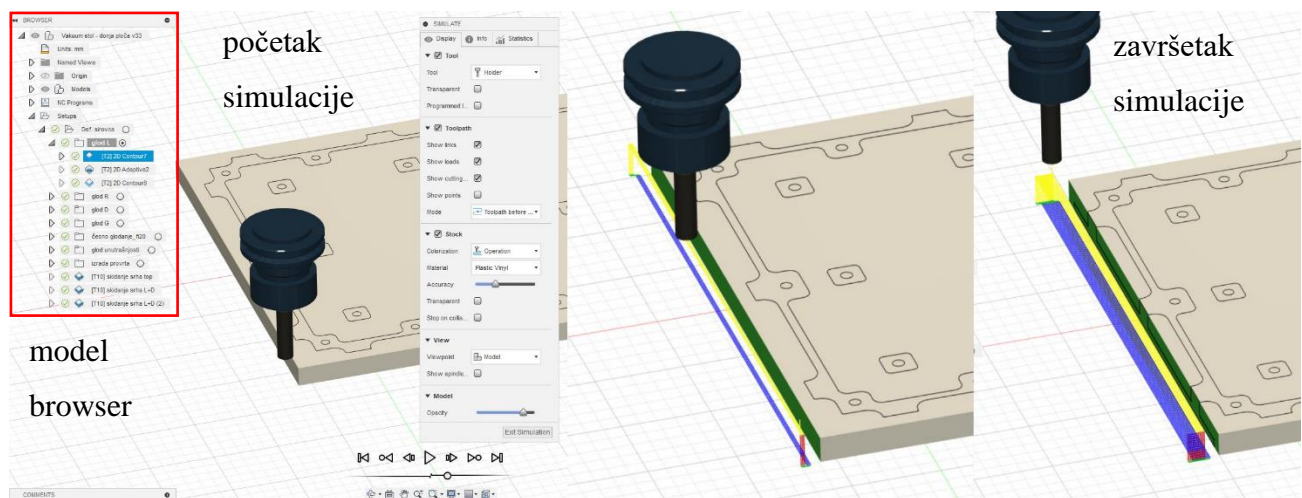 BROWSER
Vakuum stol - donja ploča v33
Units: mm
Named Views
Origin
Models
NC Programs
Setups
Def. sirovca
glod L
[T2] 2D Contour7
[T2] 2D Adaptive2
[T2] 2D Contour8
glod R
glod D
glod G
glod unutrašnjosti
izrada provrta
[T10] skidanje srha top
[T10] skidanje srha L+D
[T10] skidanje srha L+D (2)
model
browser
COMMENTS
početak
simulacije
SIMULATE
Display Info Statistics
Tool
Tool Holder
Transparent
Programmed
Toolpath
Show links
Show leads
Show cutting...
Show points
Mode Toolpath before ...
Stock
Colorization Operation
Material Plastic Vinyl
Accuracy
Transparent
Stop on colli...
View
Viewpoint Model
Show spindle...
Model
Opacity
Exit Simulation
završetak
simulacije